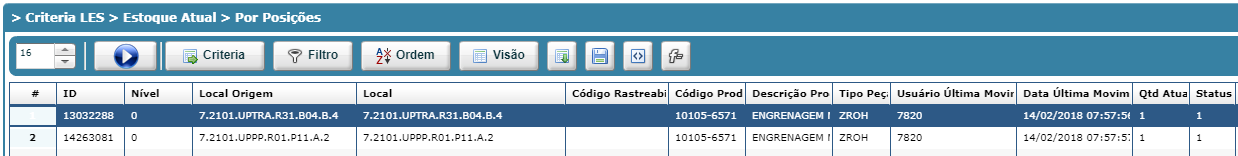 > Criteria LES > Estoque Atual > Por Posições
16 Criteria Filtro Ordem Visão
# ID Nível Local Origem Local Código Rastreabi Código Prod Descrição Pro Tipo Peç Usuário Última Movir Data Última Movim Qtd Atua Status
1 13032288 0 7.2101.UPTRA.R31.B04.B.4 7.2101.UPTRA.R31.B04.B.4 10105-6571 ENGRENAGEM ZROH 7820 14/02/2018 07:57:56 1 1
2 14263081 0 7.2101.UPPP.R01.P11.A.2 7.2101.UPPP.R01.P11.A.2 10105-6571 ENGRENAGEM ZROH 7820 14/02/2018 07:57:57 1 1